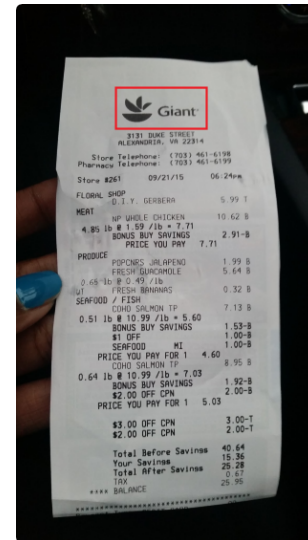 Giant
3131 DUKE STREET
ALEXANDRIA, VA 22314
Store Telephone: (703) 461-6198
Pharmacy Telephone: (703) 461-6199
Store #261 09/21/15 06:24pm
FLORAL SHOP
D.I.Y. GERBERA 5.99 T
MEAT
NP WHOLE CHICKEN 10.62 B
4.85 lb @ 1.59 /lb = 7.71
BONUS BUY SAVINGS 2.91-B
PRICE YOU PAY 7.71
PRODUCE
POPCNRS JALAPENO 1.99 B
FRESH GUACAMOLE 5.64 B
0.65 lb @ 0.49 /lb
WT FRESH BANANAS 0.32 B
SEAFOOD / FISH
COHO SALMON TP 7.13 B
0.51 lb @ 10.99 /lb = 5.60
BONUS BUY SAVINGS 1.53-B
$1 OFF 1.00-B
SEAFOOD MI 1.00-B
PRICE YOU PAY FOR 1 4.60
COHO SALMON TP 8.95 B
0.64 lb @ 10.99 /lb = 7.03
BONUS BUY SAVINGS 1.92-B
$2.00 OFF CPN 2.00-B
PRICE YOU PAY FOR 1 5.03
$3.00 OFF CPN 3.00-T
$2.00 OFF CPN 2.00-T
Total Before Savings 40.64
Your Savings 15.36
Total After Savings 25.28
TAX 0.67
**** BALANCE 25.95